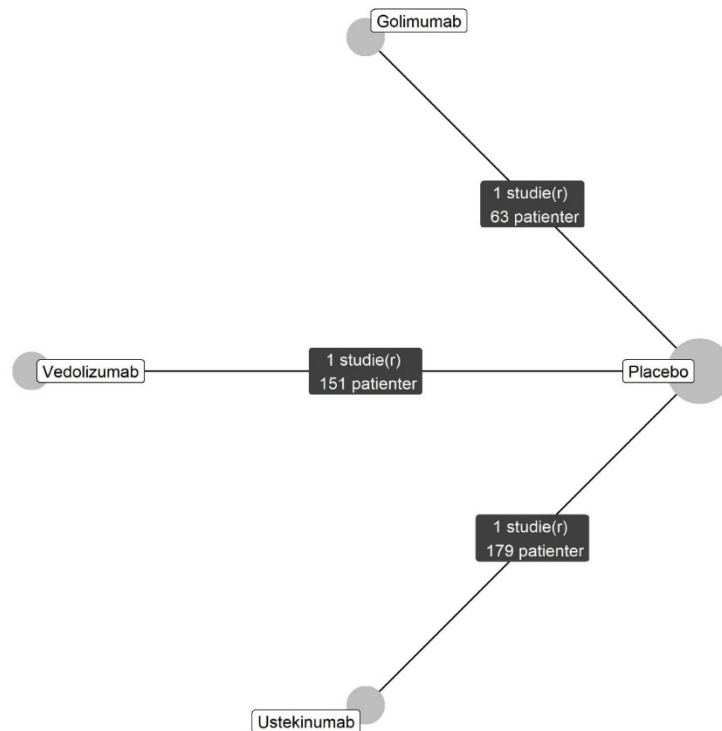 Golimumab
1 studie(r)
63 patienter
Vedolizumab
1 studie(r)
151 patienter
Placebo
1 studie(r)
179 patienter
Ustekinumab